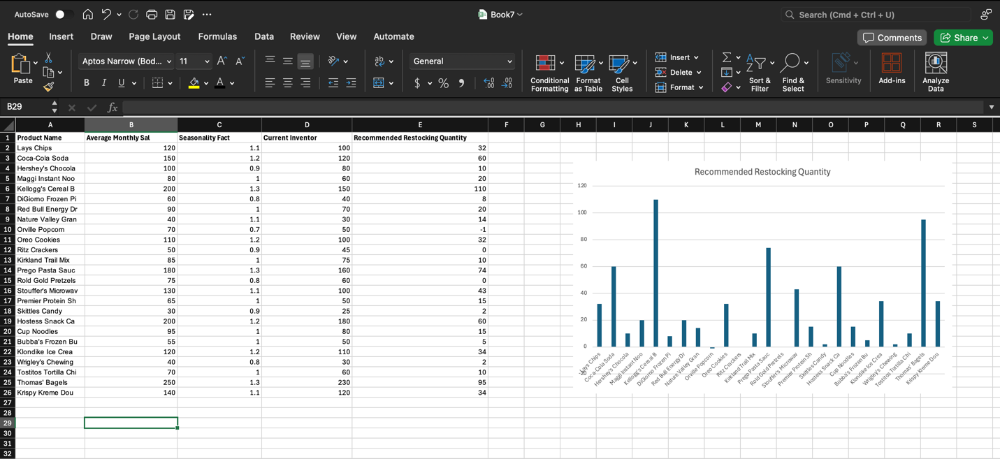 AutoSave
Book7
Search (Cmd + Ctrl + U)
Home Insert Draw Page Layout Formulas Data Review View Automate
Comments Share
Paste
Aptos Narrow (Bod... 11
B I U A
ab
General
$ % 9
Conditional Formatting
Format as Table
Cell Styles
Insert
Delete
Format
Sort & Filter
Find & Select
Sensitivity
Add-ins
Analyze Data
B29 fx
A B C D E F G H I J K L M N O P Q R S
1 Product Name Average Monthly Sal Seasonality Fact Current Inventor Recommended Restocking Quantity
2 Lays Chips 120 1.1 100 32
3 Coca-Cola Soda 150 1.2 120 60
4 Hershey's Chocola 100 0.9 80 10
5 Maggi Instant Noo 80 1 60 20
6 Kellogg's Cereal B 200 1.3 150 110
7 DiGiorno Frozen Pi 60 0.8 40 8
8 Red Bull Energy Dr 90 1 70 20
9 Nature Valley Gran 40 1.1 30 14
10 Orville Popcorn 70 0.7 50 -1
11 Oreo Cookies 110 1.2 100 32
12 Ritz Crackers 50 0.9 45 0
13 Kirkland Trail Mix 85 1 75 10
14 Prego Pasta Sauc 180 1.3 160 74
15 Rold Gold Pretzels 75 0.8 60 0
16 Stouffer's Microwav 130 1.1 100 43
17 Premier Protein Sh 65 1 50 15
18 Skittles Candy 30 0.9 25 2
19 Hostess Snack Ca 200 1.2 180 60
20 Cup Noodles 95 1 80 15
21 Bubba's Frozen Bu 55 1 50 5
22 Klondike Ice Crea 120 1.2 110 34
23 Wrigley's Chewing 40 0.8 30 2
24 Tostitos Tortilla Chi 70 1 60 10
25 Thomas' Bagels 250 1.3 230 95
26 Krispy Kreme Dou 140 1.1 120 34
27
28
29
30
31
32
Recommended Restocking Quantity
120
100
80
60
40
20
0
-20
Lays Chips
Coca-Cola Soda
Hershey's Chocola
Maggi Instant Noo
Kellogg's Cereal B
DiGiorno Frozen Pi
Red Bull Energy Dr
Nature Valley Gran
Orville Popcorn
Oreo Cookies
Ritz Crackers
Kirkland Trail Mix
Prego Pasta Sauc
Rold Gold Pretzels
Stouffer's Microwav
Premier Protein Sh
Skittles Candy
Hostess Snack Ca
Cup Noodles
Bubba's Frozen Bu
Klondike Ice Crea
Wrigley's Chewing
Tostitos Tortilla Chi
Thomas' Bagels
Krispy Kreme Dou